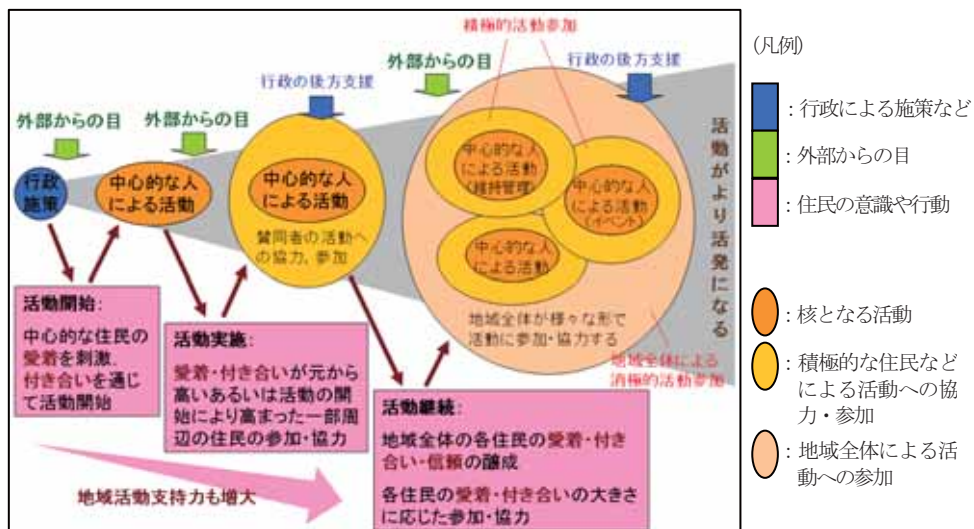 積極的活動参加
外部からの目
行政の後方支援
行政の後方支援
外部からの目
外部からの目
行政
施策
中心的な人
による活動
中心的な人
による活動
賛同者の活動へ
の協力、参加
中心的な人
による活動
(維持管理)
中心的な人
による活動
(イベント)
中心的な人
による活動
地域全体が様々な形で
活動に参加・協力する
地域全体による
消極的活動参加
活動がより活発になる
活動開始:
中心的な住民の
愛着を刺激、
付き合いを通じ
て活動開始
活動実施:
愛着・付き合いが元から
高いあるいは活動の開
始により高まった一部周
辺の住民の参加・協力
活動継続:
地域全体の各住民の愛着・付き
合い・信頼の醸成
各住民の愛着・付き合いの大きさ
に応じた参加・協力
地域活動支持力も増大
(凡例)
:行政による施策など
:外部からの目
:住民の意識や行動
:核となる活動
:積極的な住民など
による活動への協
力・参加
:地域全体による活
動への参加